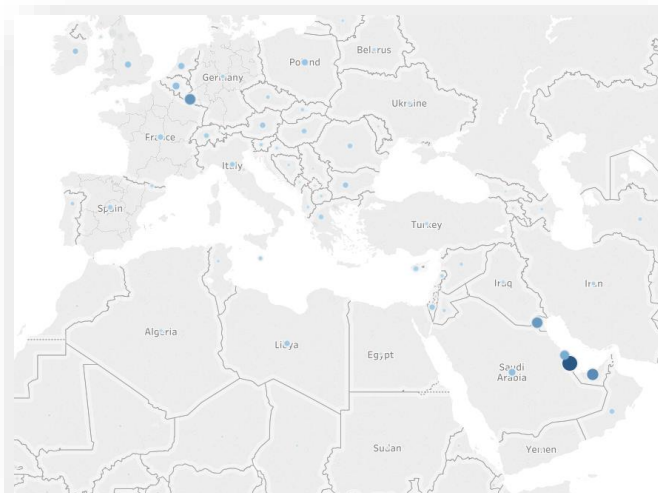 Belarus
Poland
Germany
Ukraine
France
Italy
Spain
Turkey
Iraq
Iran
Algeria
Libya
Egypt
Saudi
Arabia
Sudan
Yemen